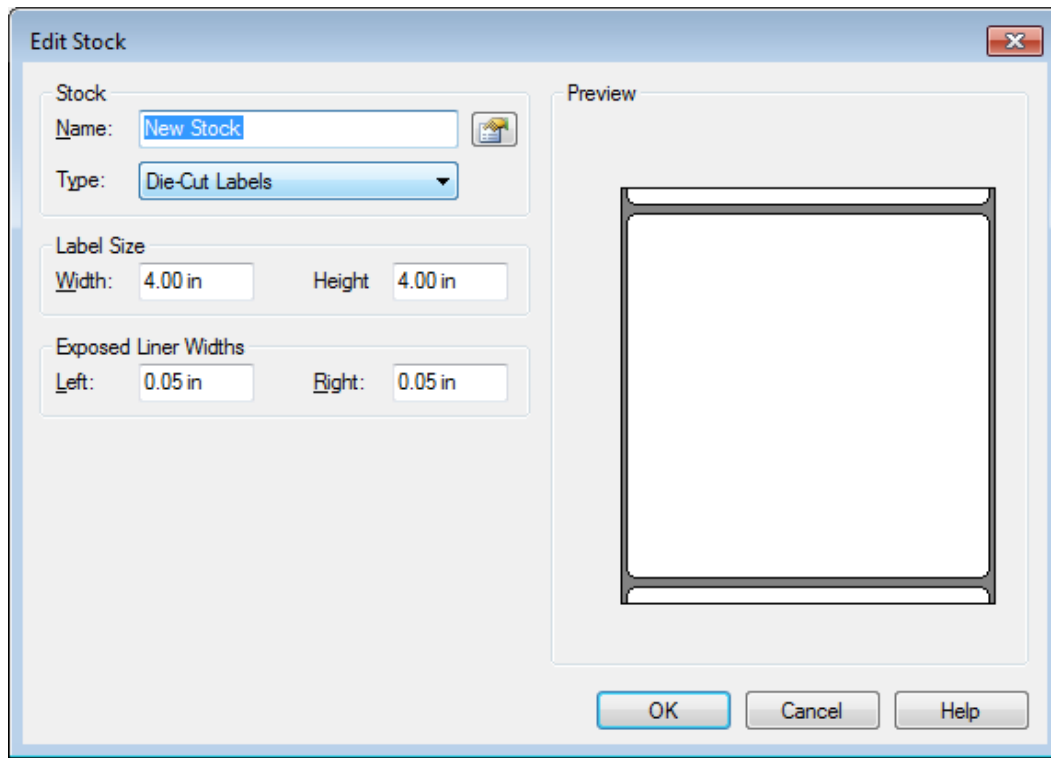 Edit Stock
Stock
Name: New Stock
Type: Die-Cut Labels
Label Size
Width: 4.00 in Height 4.00 in
Exposed Liner Widths
Left: 0.05 in Right: 0.05 in
Preview
OK Cancel Help